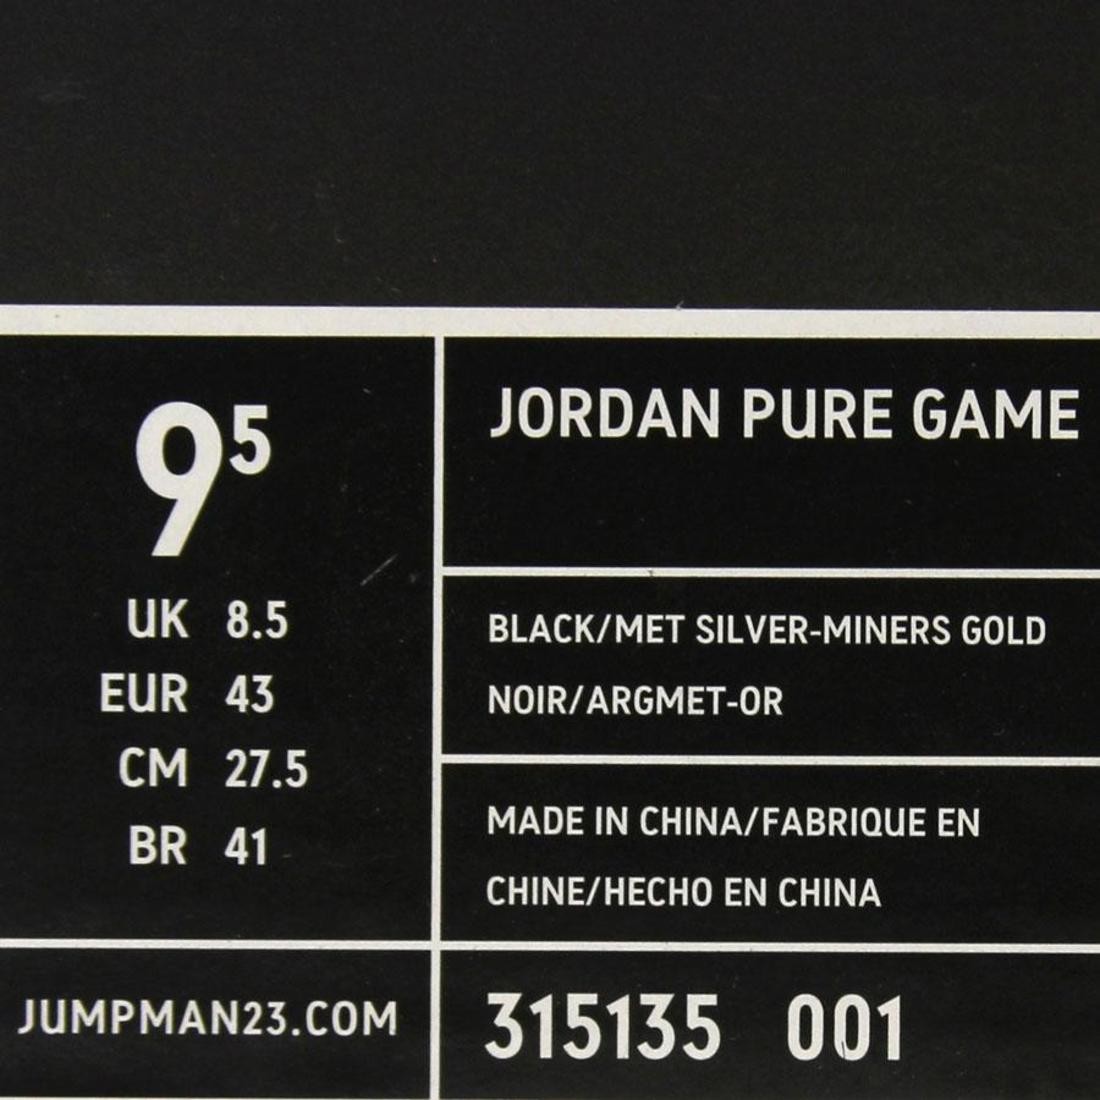 9⁵
UK 8.5
EUR 43
CM 27.5
BR 41
JUMPMAN23.COM
JORDAN PURE GAME
BLACK/MET SILVER-MINERS GOLD
NOIR/ARGMET-OR
MADE IN CHINA/FABRIQUE EN
CHINE/HECHO EN CHINA
315135 001